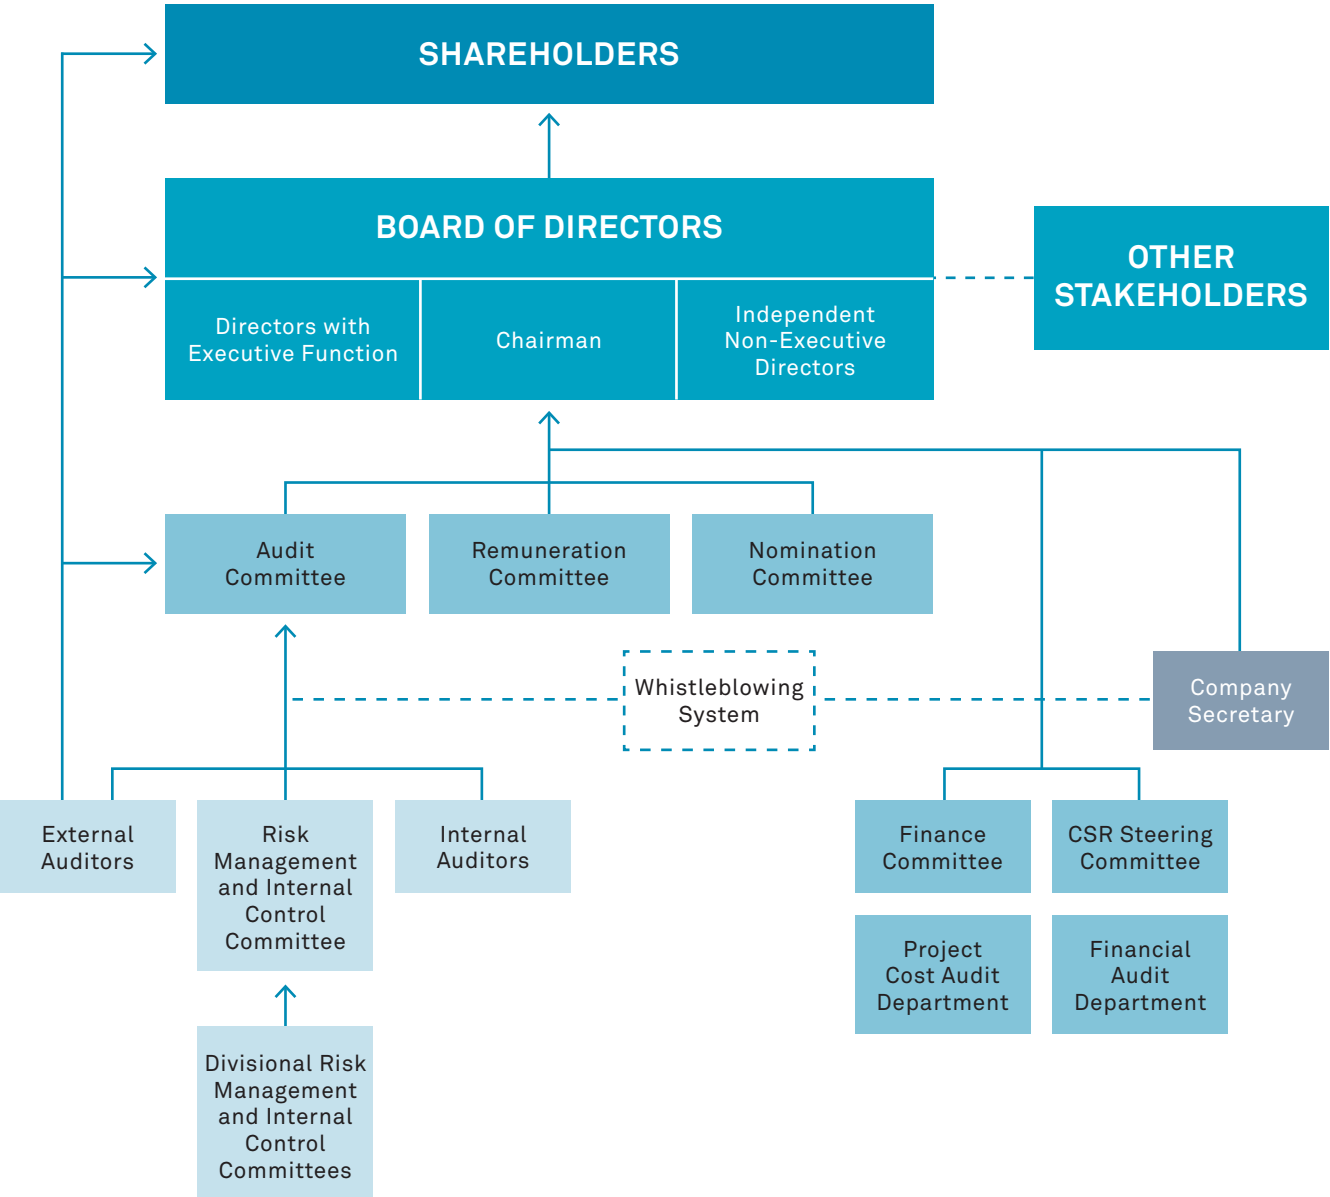 SHAREHOLDERS
BOARD OF DIRECTORS
Directors with
Executive Function
Chairman
Independent
Non-Executive
Directors
OTHER
STAKEHOLDERS
Audit
Committee
Remuneration
Committee
Nomination
Committee
Whistleblowing
System
Company
Secretary
External
Auditors
Risk
Management
and Internal
Control
Committee
Internal
Auditors
Finance
Committee
CSR Steering
Committee
Project
Cost Audit
Department
Financial
Audit
Department
Divisional Risk
Management
and Internal
Control
Committees